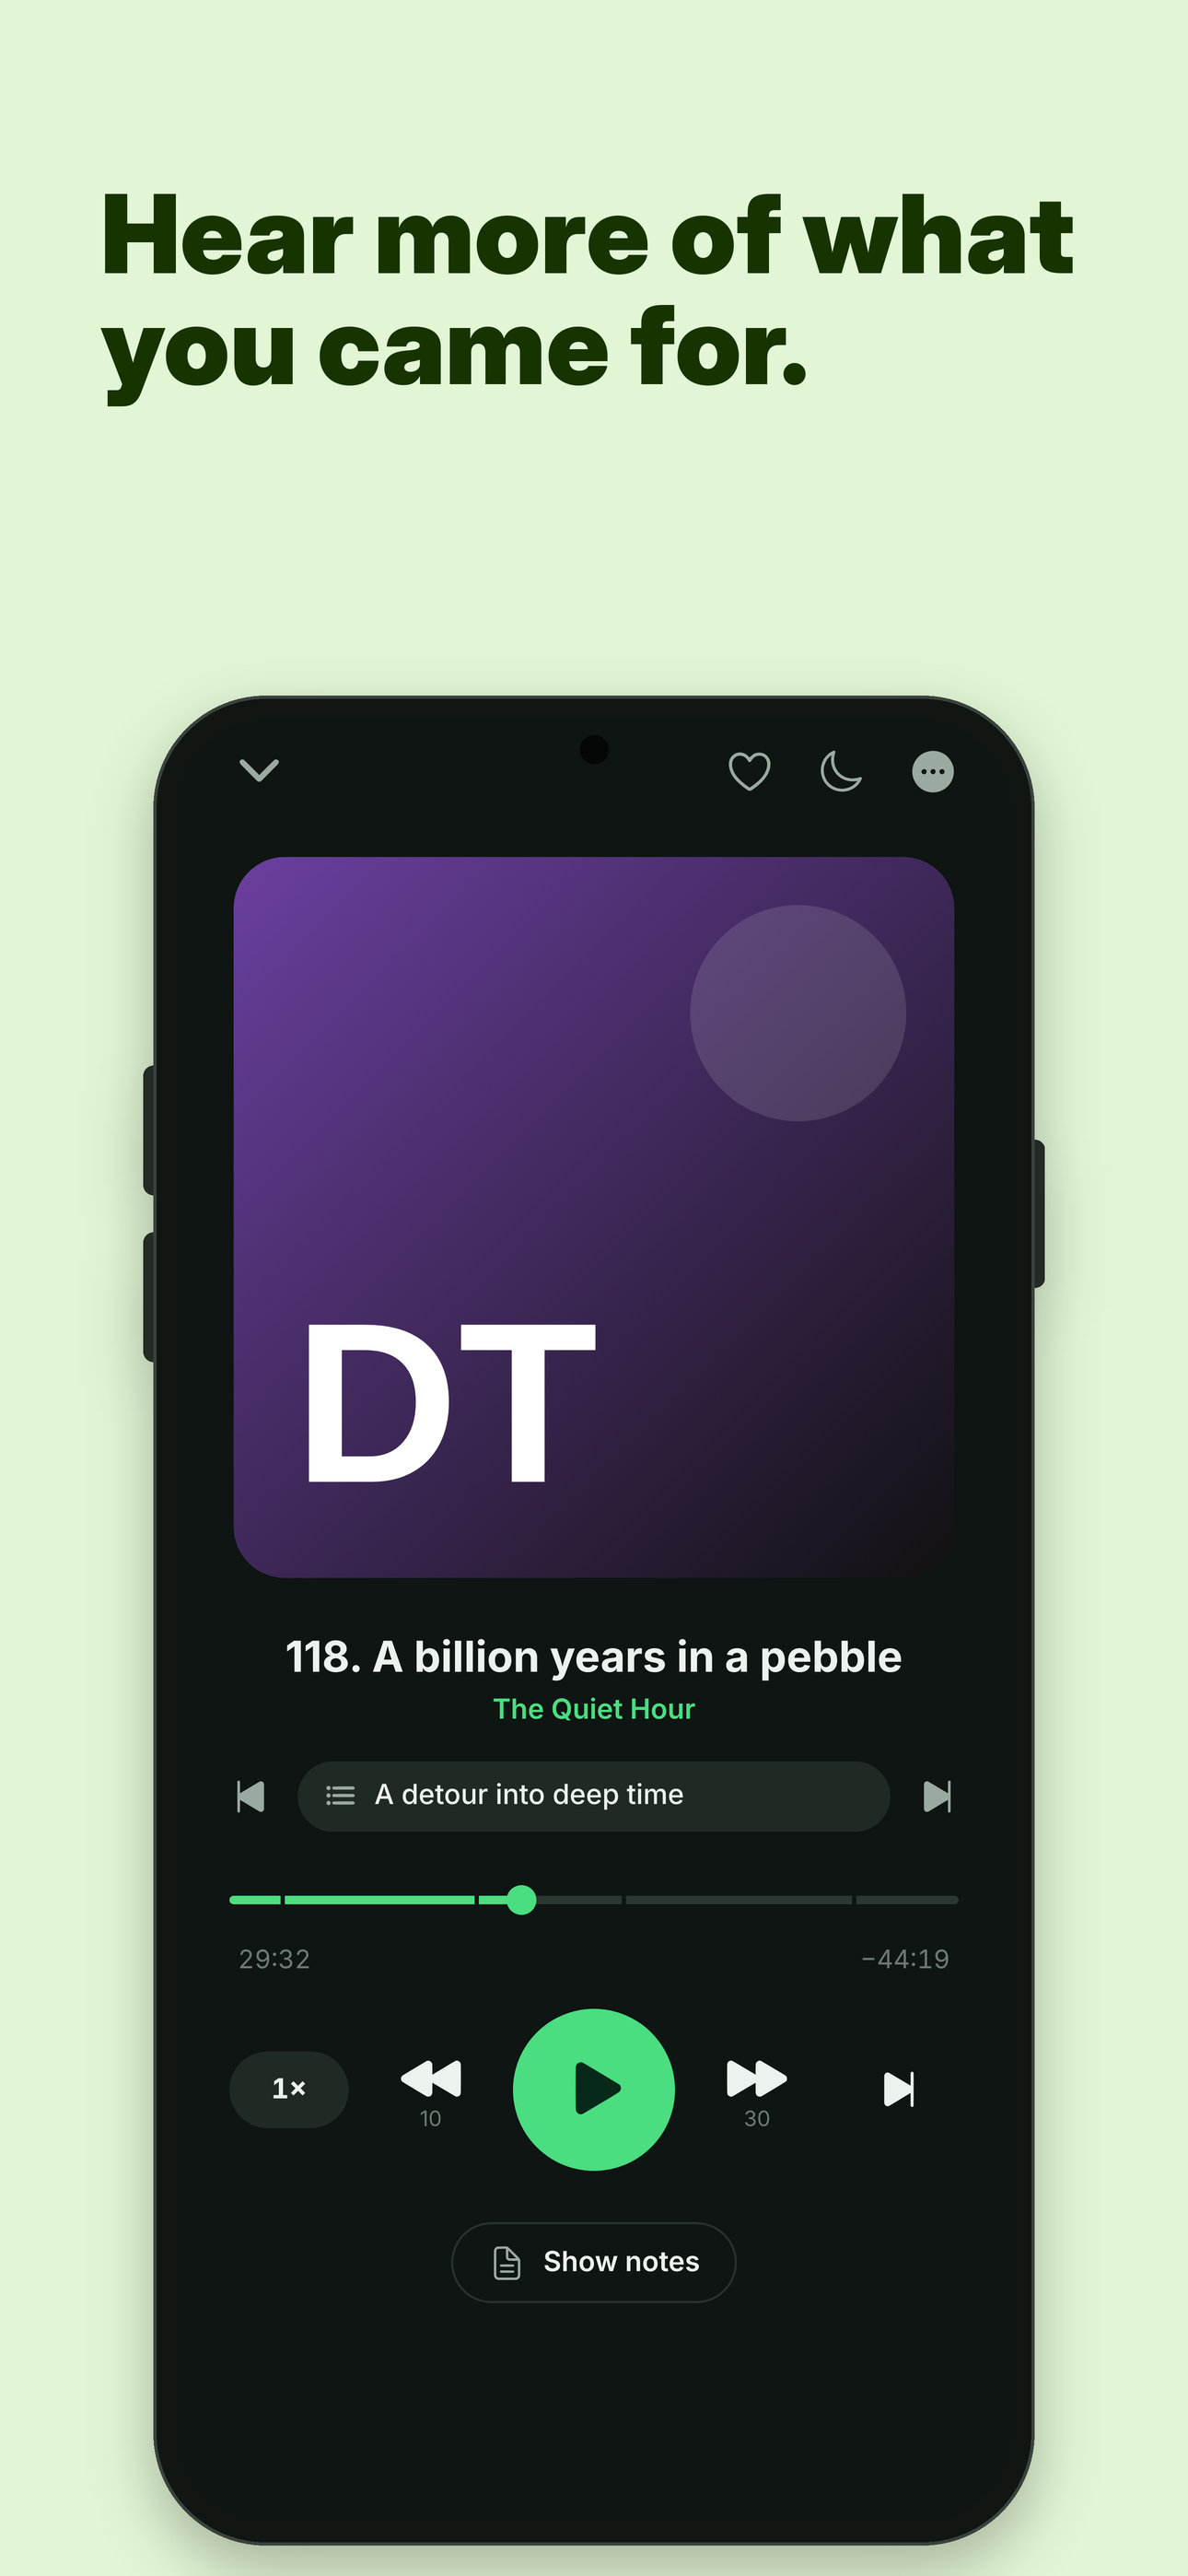 Hear more of what
you came for.
DT
118. A billion years in a pebble
The Quiet Hour
A detour into deep time
29:32
−44:19
1×
10
30
Show notes